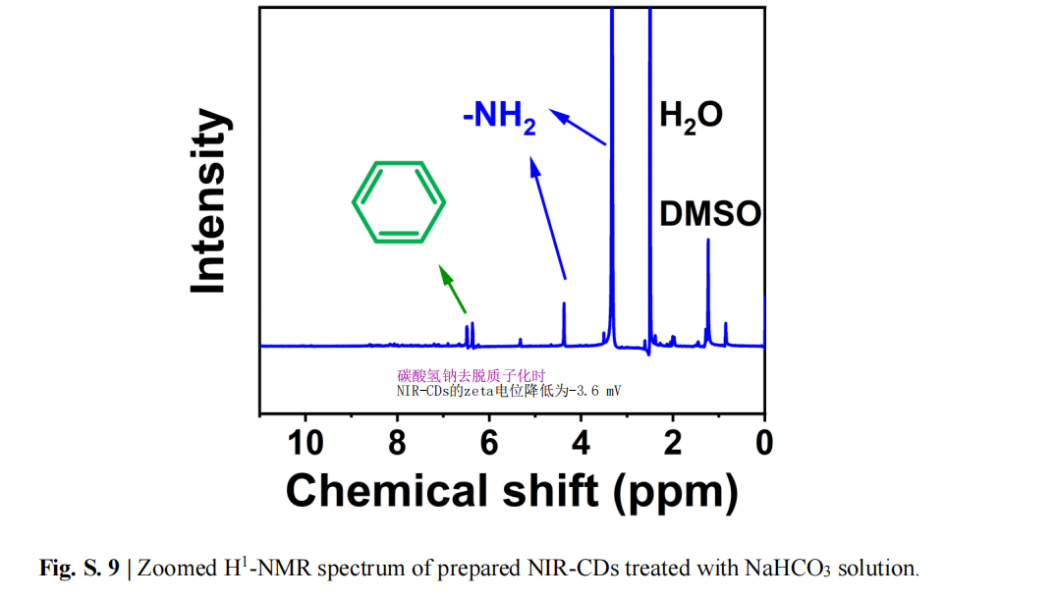 Intensity
-NH₂
H₂O
DMSO
碳酸氢钠去脱质子化时
NIR-CDs的zeta电位降低为-3.6 mV
10 8 6 4 2 0
Chemical shift (ppm)
Fig. S. 9 | Zoomed H¹-NMR spectrum of prepared NIR-CDs treated with NaHCO₃ solution.